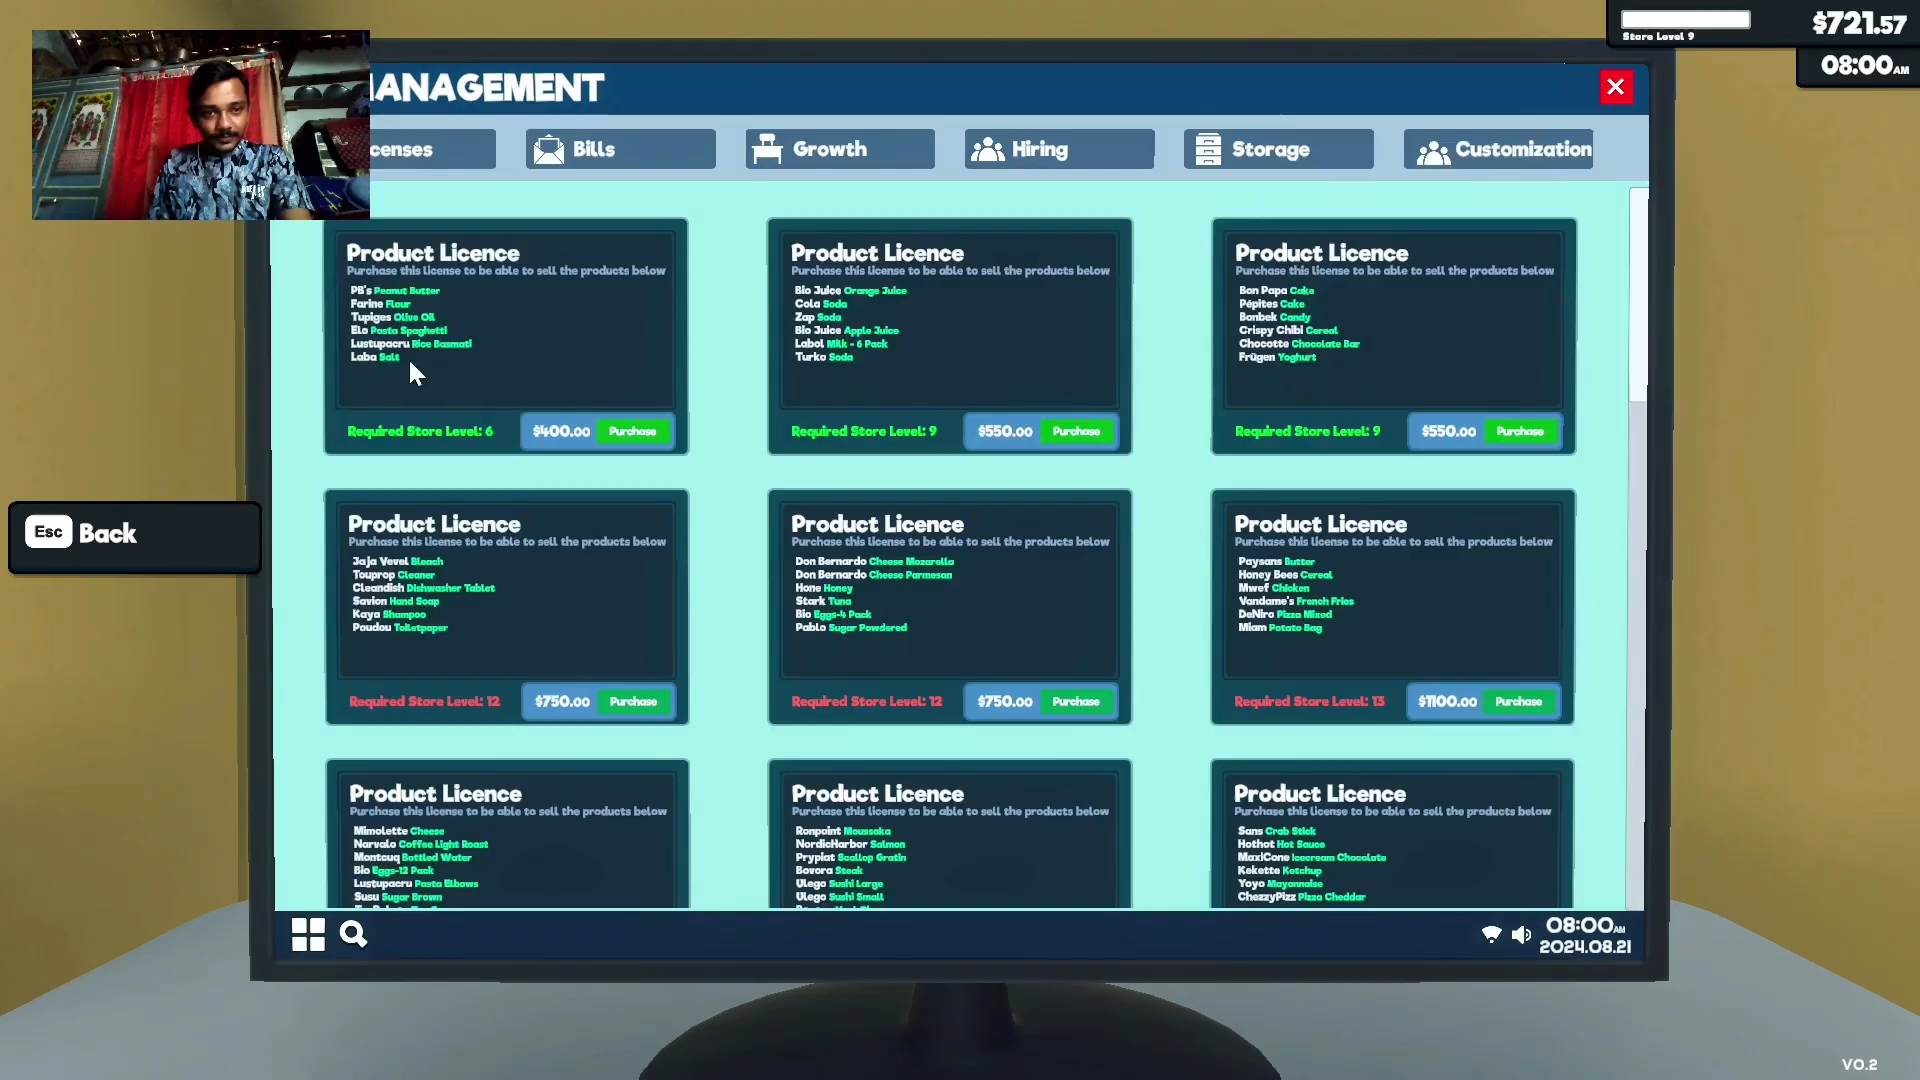 $721.57
Store Level 9
08:00AM
ANAGEMENT
censes
Bills
Growth
Hiring
Storage
Customization
Product Licence
Purchase this license to be able to sell the products below
PB's Peanut Butter
Farine Flour
Tupiges Olive Oil
Elo Pasta Spaghetti
Lustupacru Rice Basmati
Laba Salt
Required Store Level: 6
$400.00
Purchase
Product Licence
Purchase this license to be able to sell the products below
Bio Juice Orange Juice
Cola Soda
Zap Soda
Bio Juice Apple Juice
Labol Milk - 6 Pack
Turko Soda
Required Store Level: 9
$550.00
Purchase
Product Licence
Purchase this license to be able to sell the products below
Bon Papa Cake
Pépites Cake
Bonbek Candy
Crispy Chibi Cereal
Chocotte Chocolate Bar
Frügen Yoghurt
Required Store Level: 9
$550.00
Purchase
Esc Back
Product Licence
Purchase this license to be able to sell the products below
Jaja Vevel Bleach
Touprop Cleaner
Cleandish Dishwasher Tablet
Savion Hand Soap
Kaya Shampoo
Poudou Toiletpaper
Required Store Level: 12
$750.00
Purchase
Product Licence
Purchase this license to be able to sell the products below
Don Bernardo Cheese Mozarella
Don Bernardo Cheese Parmesan
Hone Honey
Stark Tuna
Bio Eggs-4 Pack
Pablo Sugar Powdered
Required Store Level: 12
$750.00
Purchase
Product Licence
Purchase this license to be able to sell the products below
Paysans Butter
Honey Bees Cereal
Mwef Chicken
Vandame's French Fries
DeNiro Pizza Mixed
Miam Potato Bag
Required Store Level: 13
$1100.00
Purchase
Product Licence
Purchase this license to be able to sell the products below
Mimolette Cheese
Narvalo Coffee Light Roast
Montcuq Bottled Water
Bio Eggs-12 Pack
Lustupacru Pasta Elbows
Susu Sugar Brown
Product Licence
Purchase this license to be able to sell the products below
Ronpoint Moussaka
NordicHarbor Salmon
Prypiat Scallop Gratin
Bovora Steak
Ulego Sushi Large
Ulego Sushi Small
Product Licence
Purchase this license to be able to sell the products below
Sans Crab Stick
Hothot Hot Sauce
MaxiCone Icecream Chocolate
Kekette Ketchup
Yoyo Mayonnaise
ChezzyPizz Pizza Cheddar
08:00AM
2024.08.21
V0.2